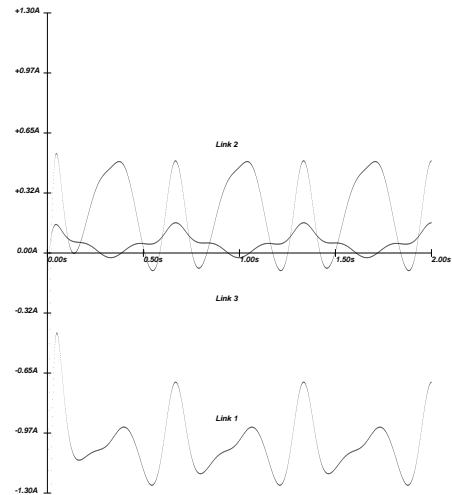 +1.30A
+0.97A
+0.65A
Link 2
+0.32A
0.00A
0.00s 0.50s 1.00s 1.50s 2.00s
Link 3
-0.32A
-0.65A
Link 1
-0.97A
-1.30A